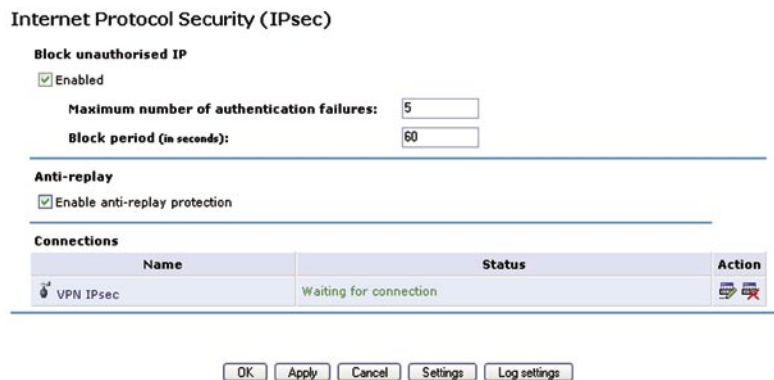 Internet Protocol Security (IPsec)
Block unauthorised IP
Enabled
Maximum number of authentication failures: 5
Block period (in seconds): 60
Anti-replay
Enable anti-replay protection
Connections
Name Status Action
VPN IPsec Waiting for connection
OK Apply Cancel Settings Log settings